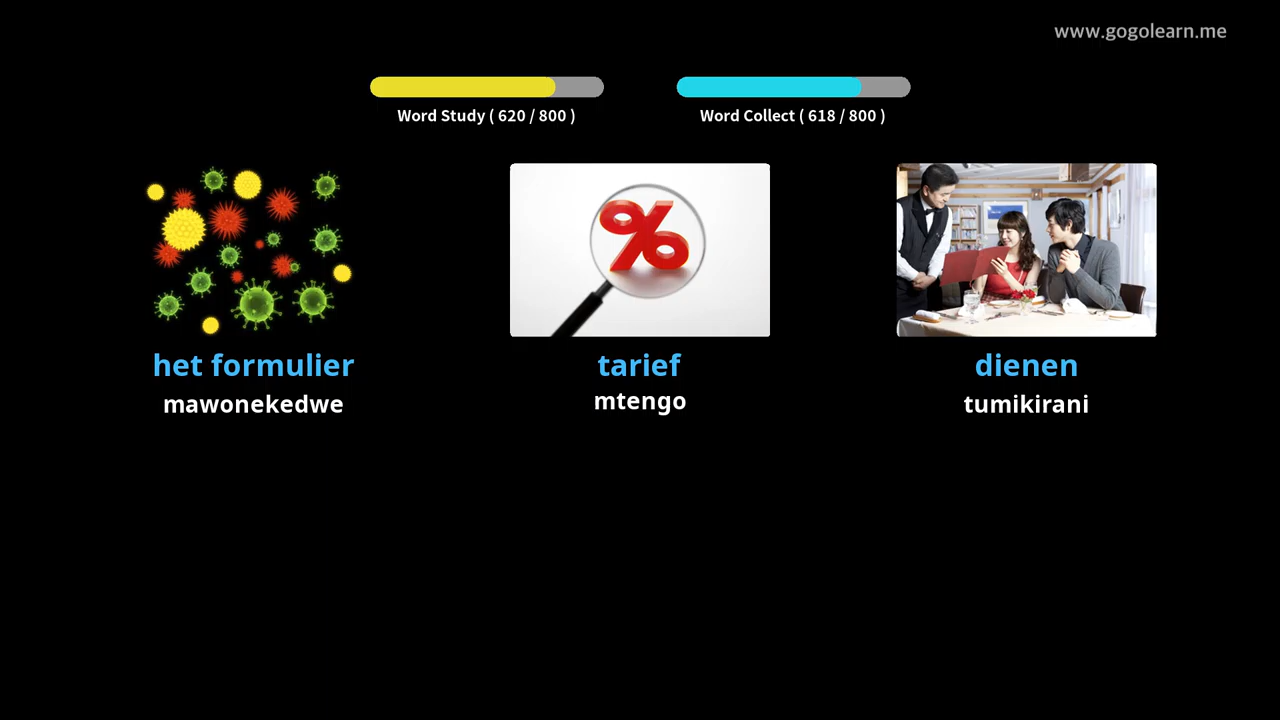 www.gogolearn.me
Word Study ( 620 / 800 )
Word Collect ( 618 / 800 )
het formulier
mawonekedwe
tarief
mtengo
dienen
tumikirani